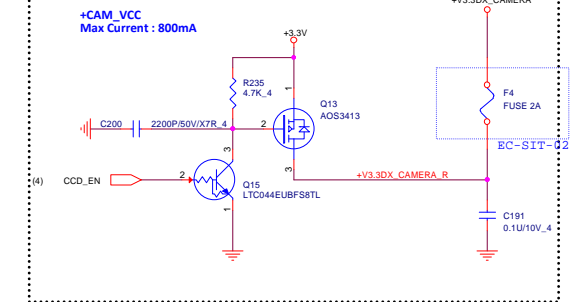 +V3.3DX_CAMERA
+CAM_VCC
Max Current : 800mA
+3.3V
R235
4.7K_4
1
Q13
AOS3413
F4
FUSE 2A
C200
2200P/50V/X7R_4
2
EC-SIT-02
3
3
(4)
CCD_EN
2
+V3.3DX_CAMERA_R
Q15
LTC044EUBFS8TL
1
C191
0.1U/10V_4